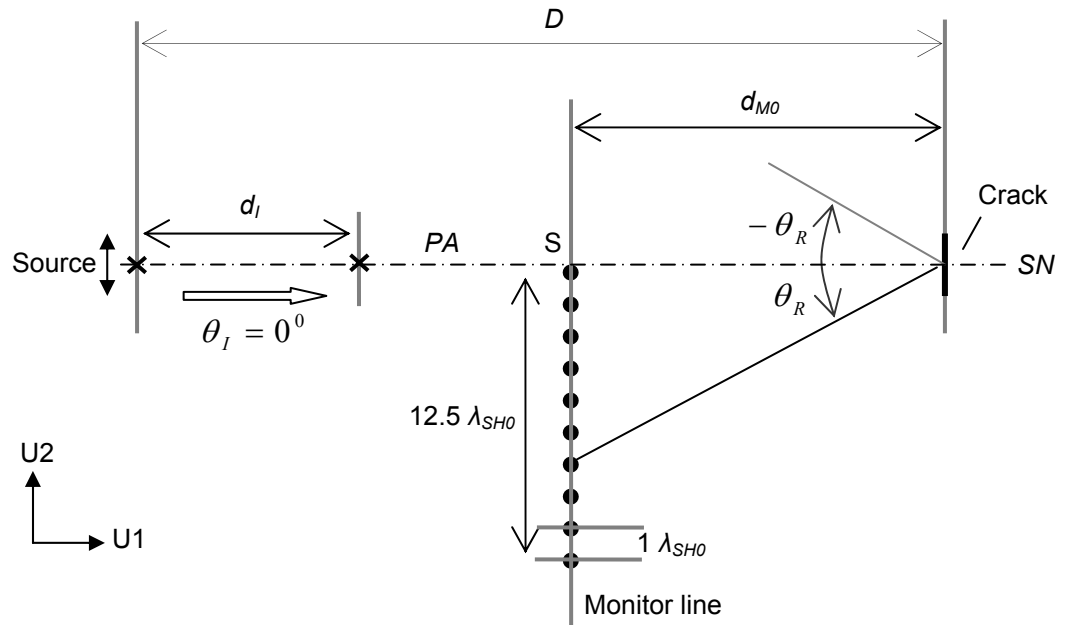 D
d_M0
d_I
PA
S
− θ_R
Crack
Source
SN
θ_I = 0^0
θ_R
12.5 λ_SH0
U2
U1
1 λ_SH0
Monitor line